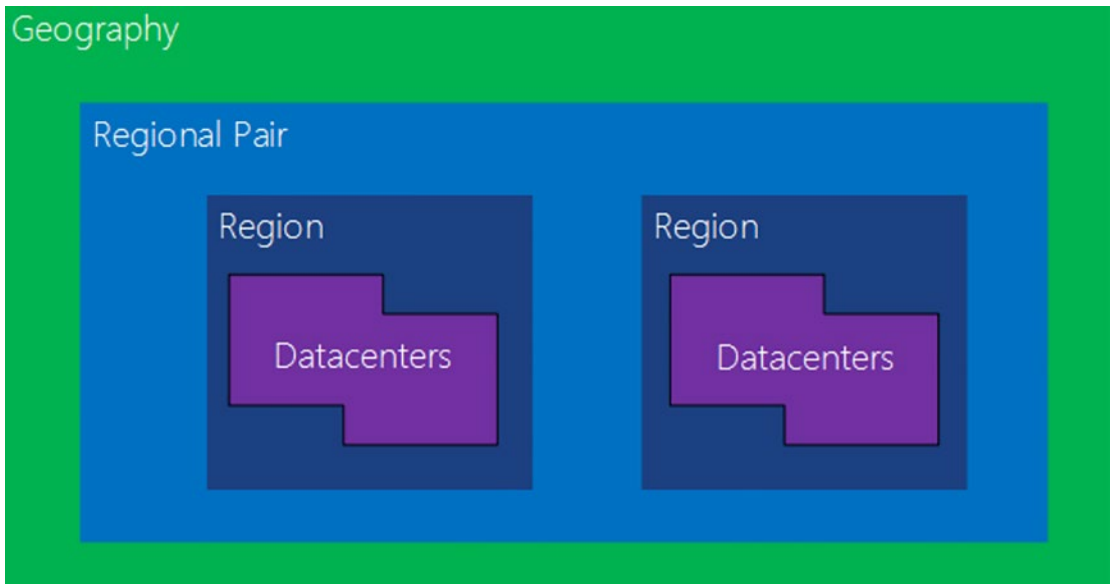 Geography
Regional Pair
Region
Region
Datacenters
Datacenters